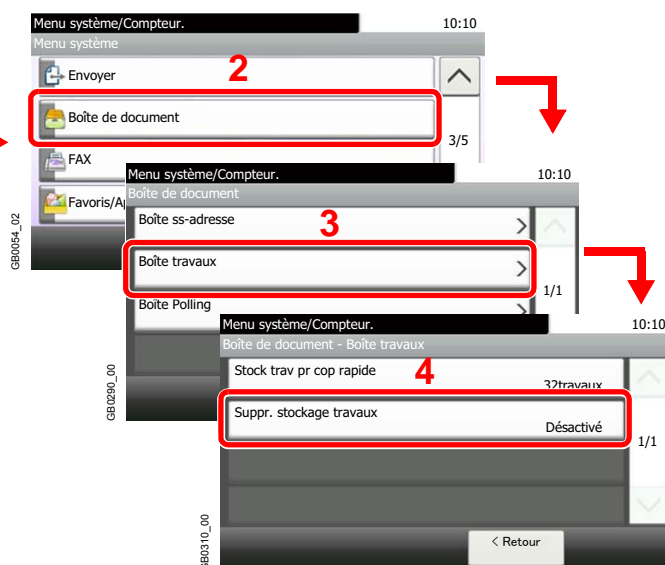 Menu système/Compteur. 10:10
Menu système
2
Envoyer
Boîte de document
3/5
FAX
Favoris/A
GB0054_02
Menu système/Compteur. 10:10
Boîte de document
3
Boîte ss-adresse
Boîte travaux
1/1
Boîte Polling
GB0290_00
Menu système/Compteur. 10:10
Boîte de document - Boîte travaux
4
Stock trav pr cop rapide
32travaux
Suppr. stockage travaux
Désactivé
1/1
GB0310_00
< Retour